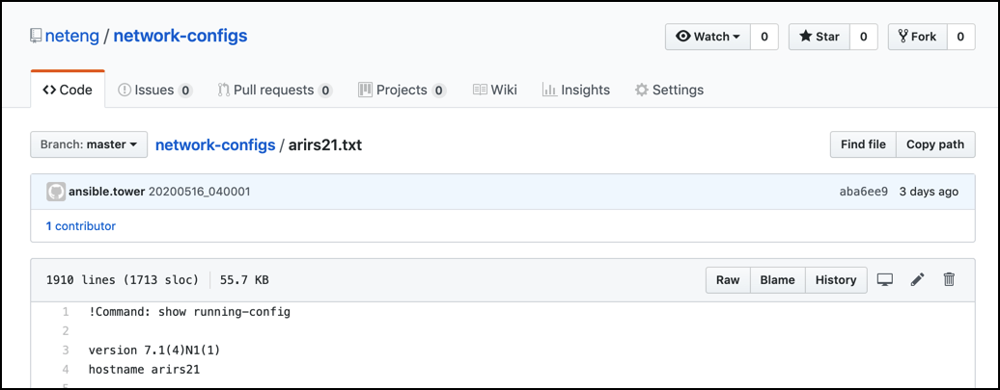 neteng / network-configs
Watch 0 Star 0 Fork 0
Code Issues 0 Pull requests 0 Projects 0 Wiki Insights Settings
Branch: master network-configs / arirs21.txt Find file Copy path
ansible.tower 20200516_040001 aba6ee9 3 days ago
1 contributor
1910 lines (1713 sloc) 55.7 KB Raw Blame History
1 !Command: show running-config
2
3 version 7.1(4)N1(1)
4 hostname arirs21